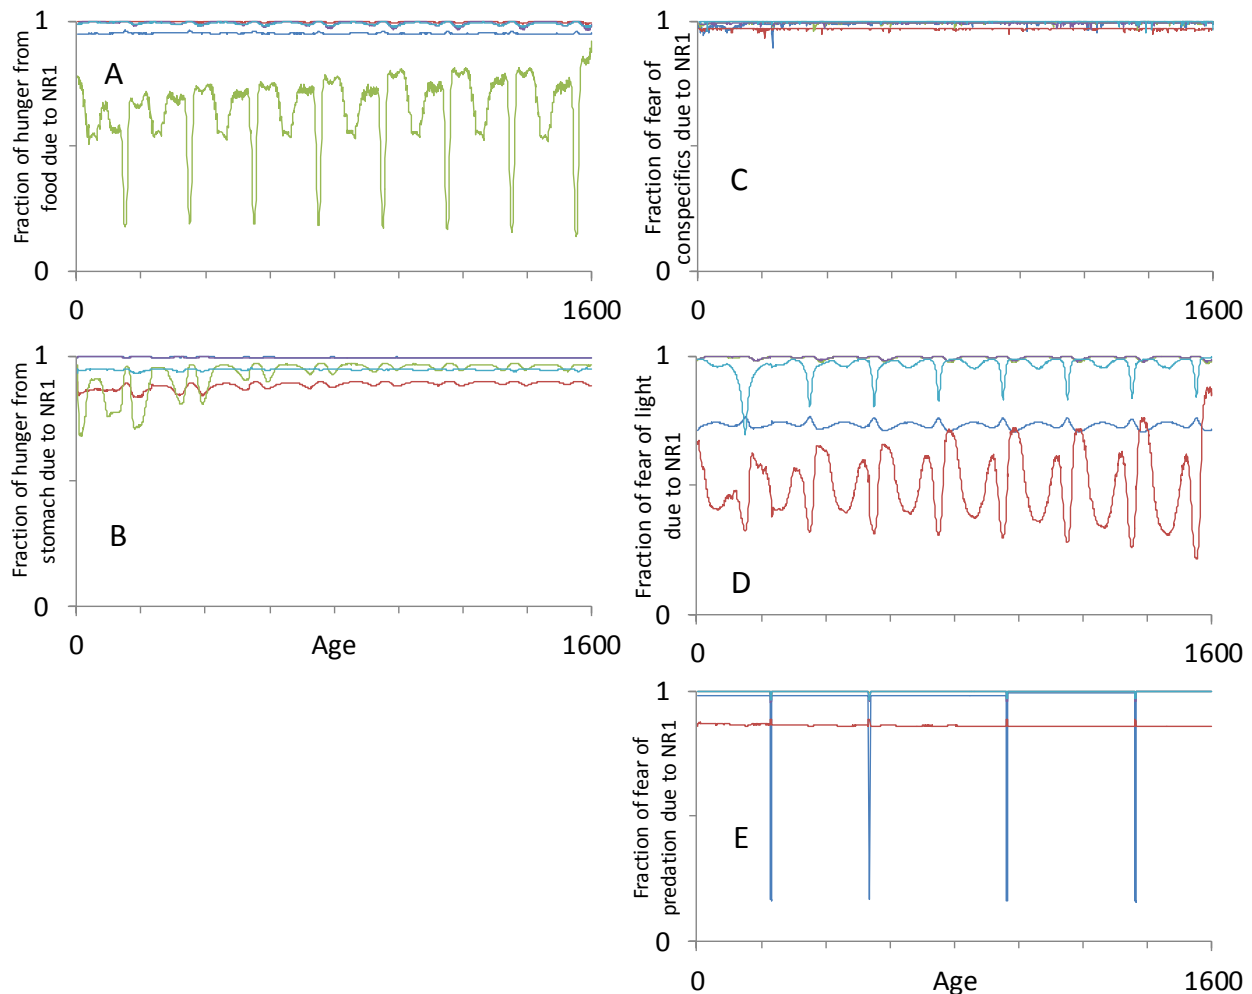 Fraction of hunger from
food due to NR1
1
A
0
0
1600
Fraction of fear of
conspecifics due to NR1
1
C
0
0
1600
Fraction of hunger from
stomach due to NR1
1
B
0
0
Age
1600
Fraction of fear of light
due to NR1
1
D
0
0
1600
Fraction of fear of
predation due to NR1
1
E
0
0
Age
1600